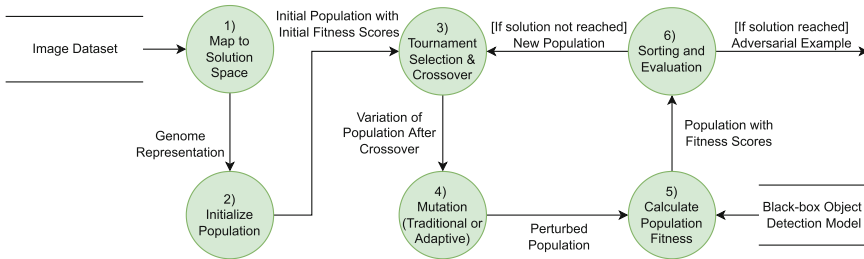 Image Dataset
1)
Map to
Solution
Space
Genome
Representation
2)
Initialize
Population
Initial Population with
Initial Fitness Scores
3)
Tournament
Selection &
Crossover
Variation of
Population After
Crossover
4)
Mutation
(Traditional or
Adaptive)
Perturbed
Population
5)
Calculate
Population
Fitness
Black-box Object
Detection Model
Population with
Fitness Scores
6)
Sorting and
Evaluation
[If solution not reached]
New Population
[If solution reached]
Adversarial Example